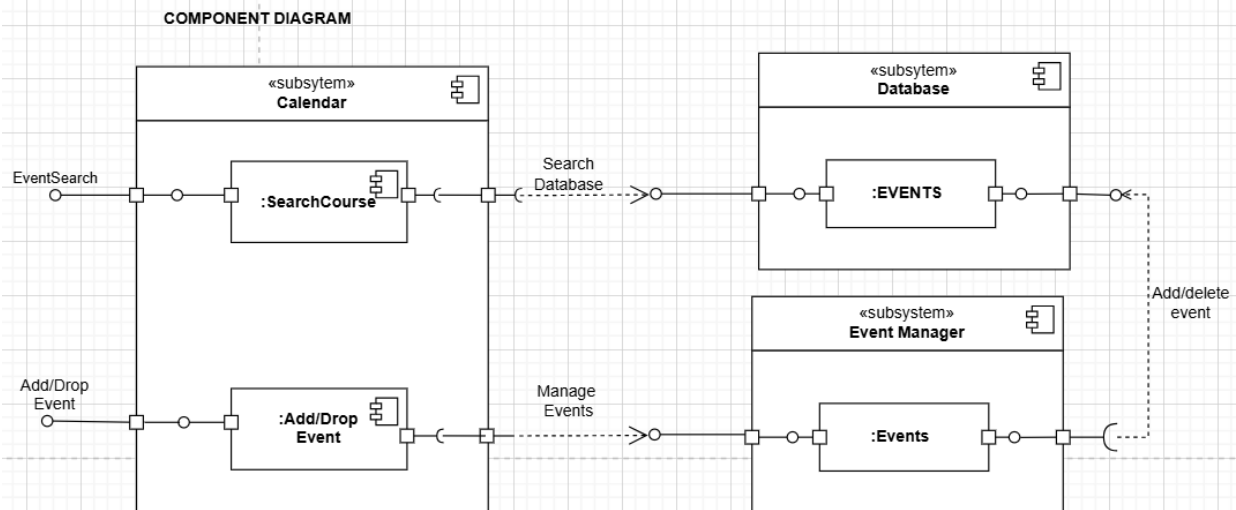 COMPONENT DIAGRAM
«subsytem»
Calendar
EventSearch
:SearchCourse
Search
Database
«subsytem»
Database
:EVENTS
Add/delete
event
«subsystem»
Event Manager
Add/Drop
Event
:Add/Drop
Event
Manage
Events
:Events